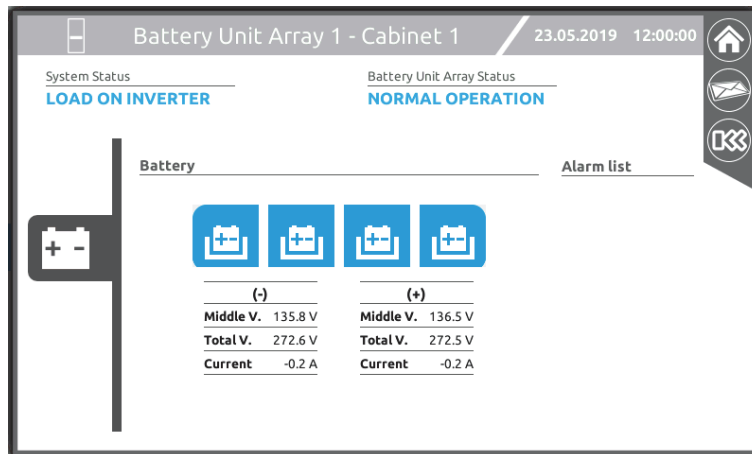 Battery Unit Array 1 - Cabinet 1
23.05.2019 12:00:00
System Status
LOAD ON INVERTER
Battery Unit Array Status
NORMAL OPERATION
Battery
Alarm list
+ -
+- +- +- +-
(-) (+)
Middle V. 135.8 V Middle V. 136.5 V
Total V. 272.6 V Total V. 272.5 V
Current -0.2 A Current -0.2 A